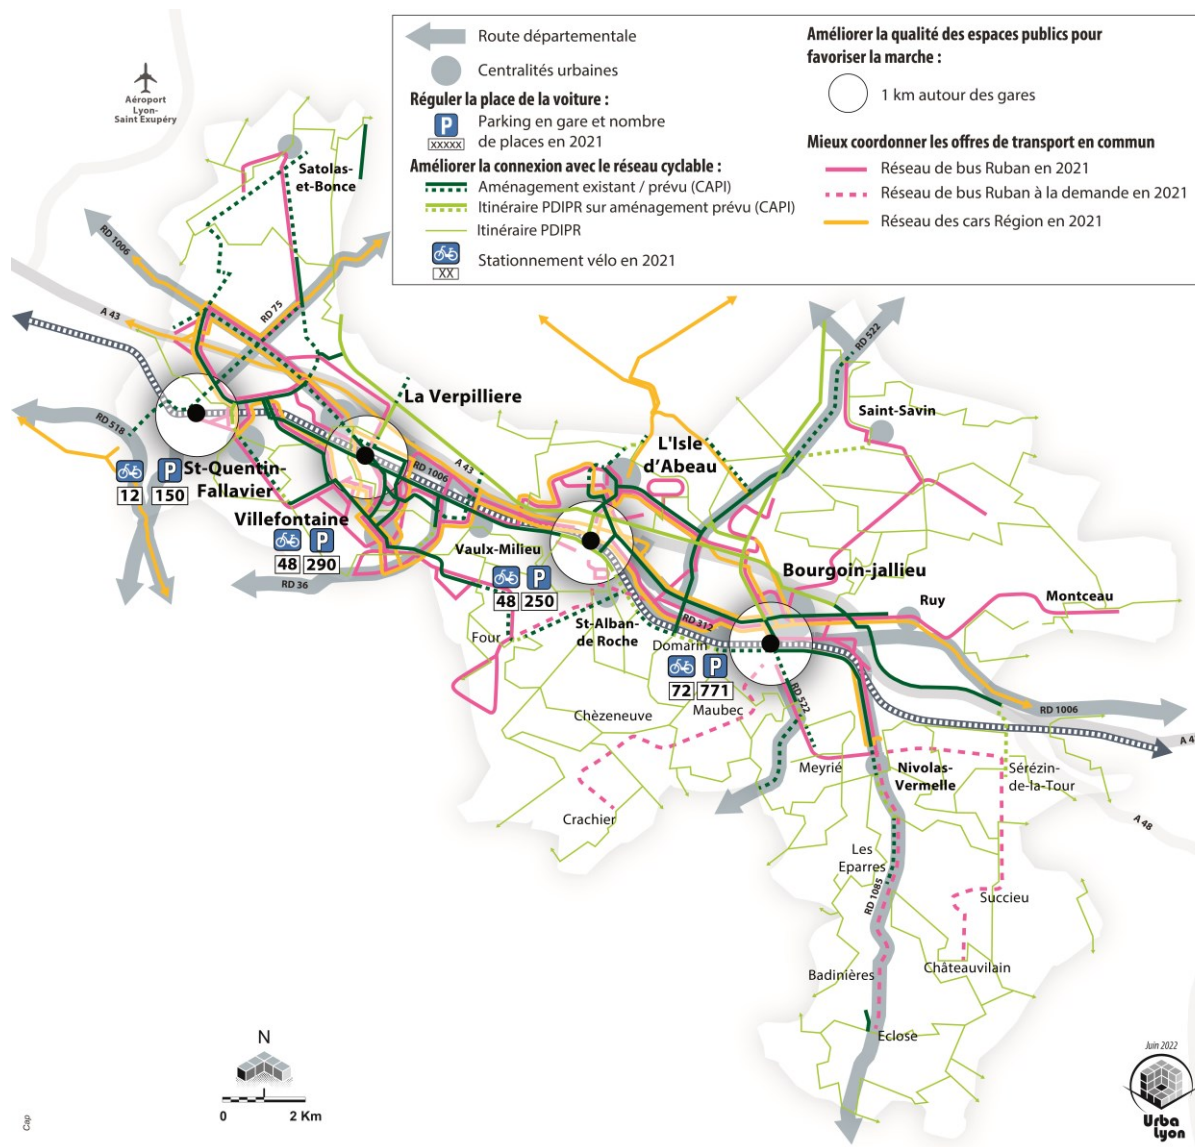 Route départementale
Centralités urbaines
Réguler la place de la voiture :
P
Parking en gare et nombre
de places en 2021
XXXXX
Améliorer la connexion avec le réseau cyclable :
Aménagement existant / prévu (CAPI)
Itinéraire PDIPR sur aménagement prévu (CAPI)
Itinéraire PDIPR
Stationnement vélo en 2021
XX
Améliorer la qualité des espaces publics pour
favoriser la marche :
1 km autour des gares
Mieux coordonner les offres de transport en commun
Réseau de bus Ruban en 2021
Réseau de bus Ruban à la demande en 2021
Réseau des cars Région en 2021
Aéroport
Lyon-
Saint Exupéry
Satolas-
et-Bonce
RD 1006
RD 75
A 43
La Verpilliere
RD 518
St-Quentin-
Fallavier
P
12
150
A 43
RD 1006
Villefontaine
P
48
290
RD 36
Vaulx-Milieu
P
48
250
L'Isle
d'Abeau
RD 522
Saint-Savin
Bourgoin-jallieu
Ruy
Montceau
Four
St-Alban-
de Roche
RD 312
Domarin
P
72
771
RD 522
Maubec
Chèzeneuve
Crachier
Meyrié
Nivolas-
Vermelle
Sérézin-
de-la-Tour
RD 1006
A 4
A 48
Les
Eparres
RD 1085
Succieu
Badinières
Châteauvilain
Eclose
N
0
2 Km
Cap
Juin 2022
Urba
Lyon